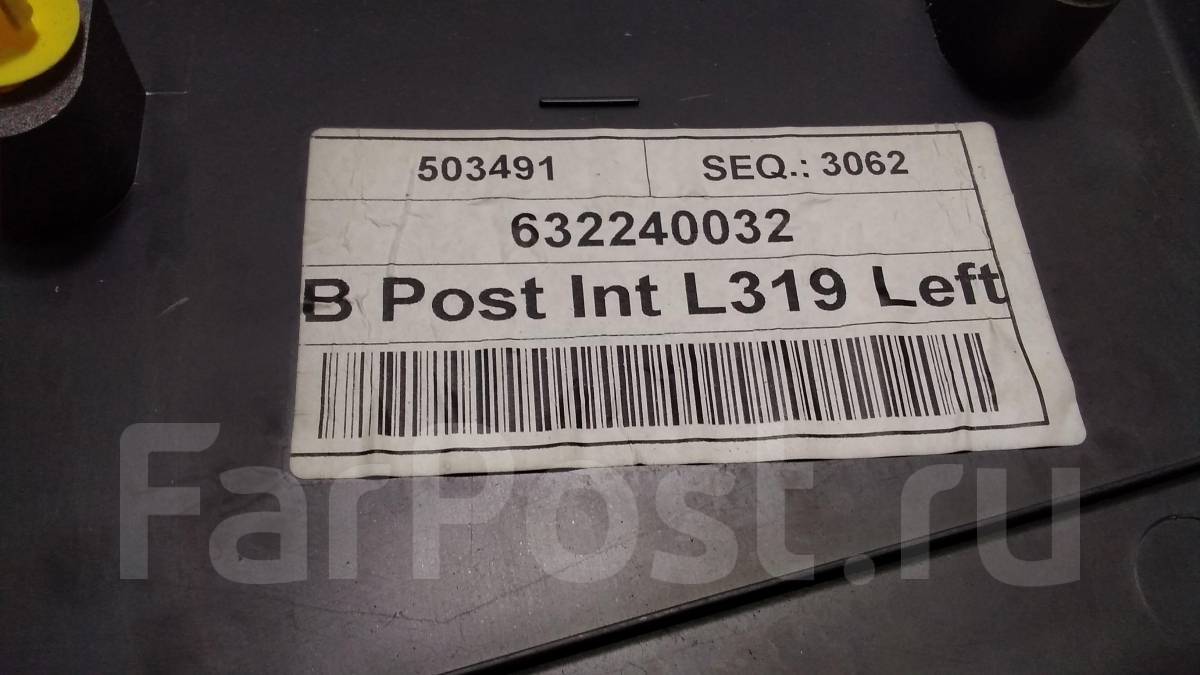 503491 SEQ.: 3062
632240032
B Post Int L319 Left
FarPost.ru